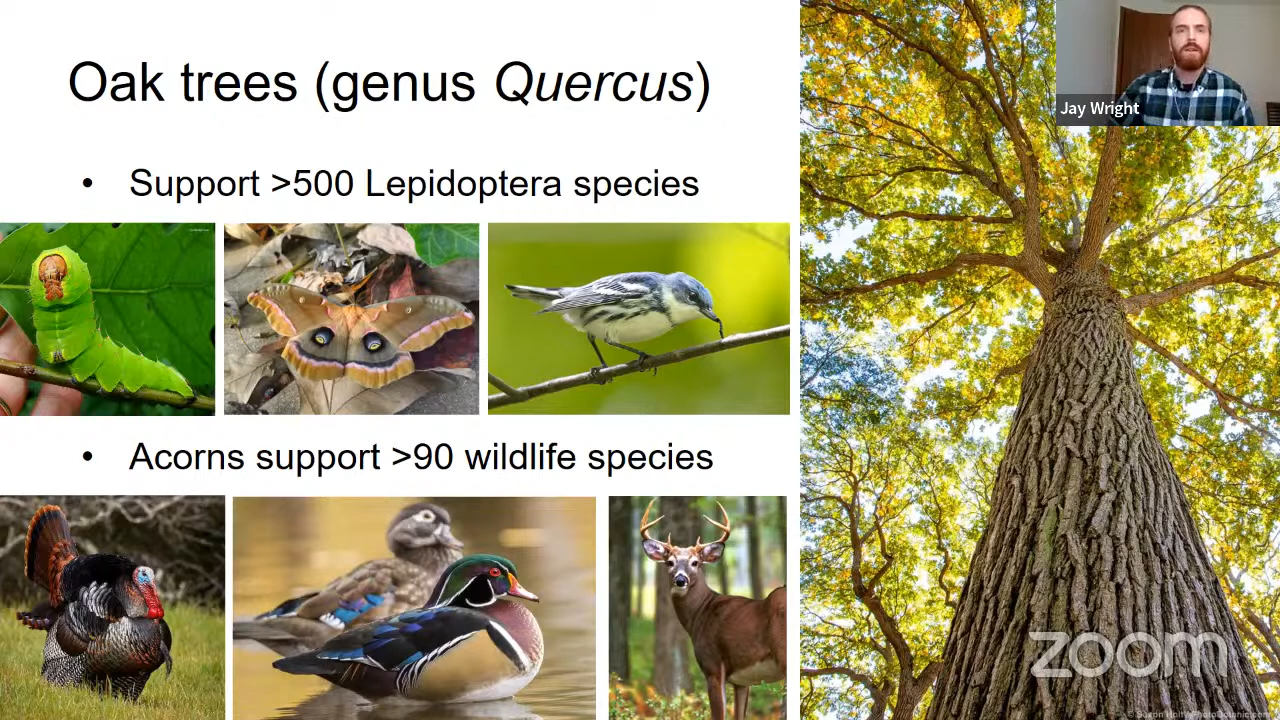 Oak trees (genus Quercus)
• Support >500 Lepidoptera species
• Acorns support >90 wildlife species
Jay Wright
zoom